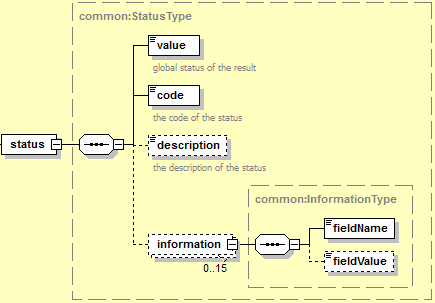 common:StatusType
value
global status of the result
code
the code of the status
status
description
the description of the status
common:InformationType
fieldName
information
0..15
fieldValue